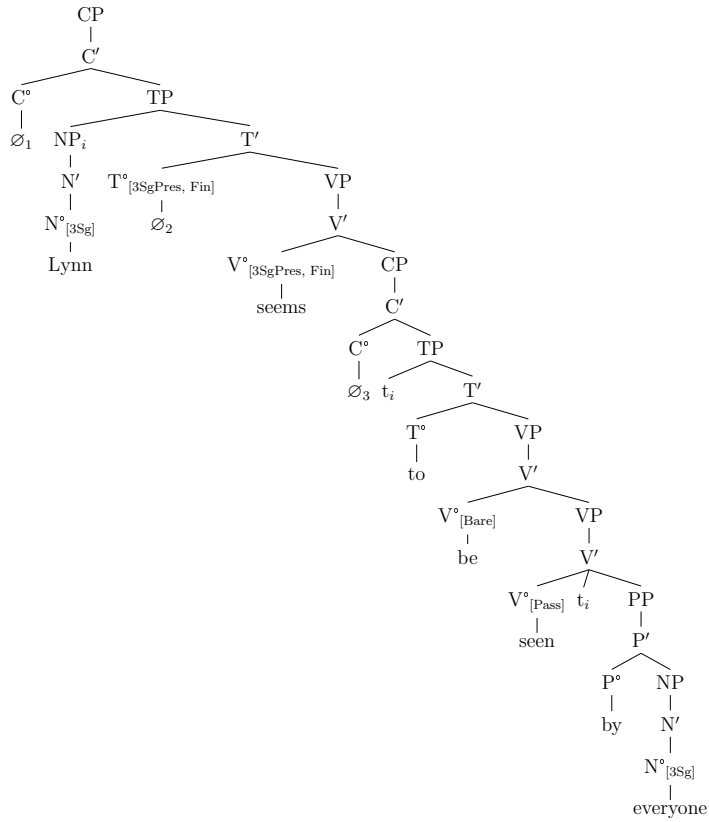 CP
C′
C° TP
∅₁ NPᵢ T′
N′ T°[3SgPres, Fin] VP
N°[3Sg] ∅₂ V′
Lynn V°[3SgPres, Fin] CP
seems C′
C° TP
∅₃ tᵢ T′
T° VP
to V′
V°[Bare] VP
be V′
V°[Pass] tᵢ PP
seen P′
P° NP
by N′
N°[3Sg]
everyone